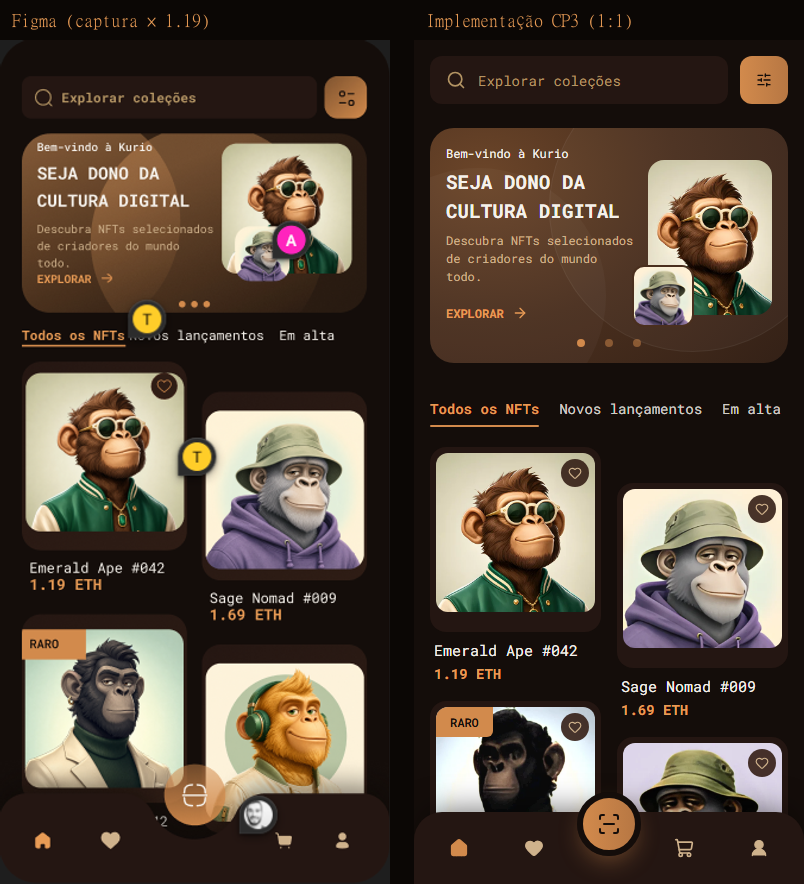 Figma (captura × 1.19)
Explorar coleções
Bem-vindo à Kurio
SEJA DONO DA
CULTURA DIGITAL
Descubra NFTs selecionados
de criadores do mundo
todo.
EXPLORAR
A
T
Todos os NFTs Novos lançamentos Em alta
T
Emerald Ape #042
1.19 ETH
Sage Nomad #009
1.69 ETH
RARO
12
Implementação CP3 (1:1)
Explorar coleções
Bem-vindo à Kurio
SEJA DONO DA
CULTURA DIGITAL
Descubra NFTs selecionados
de criadores do mundo
todo.
EXPLORAR
Todos os NFTs Novos lançamentos Em alta
Emerald Ape #042
1.19 ETH
Sage Nomad #009
1.69 ETH
RARO